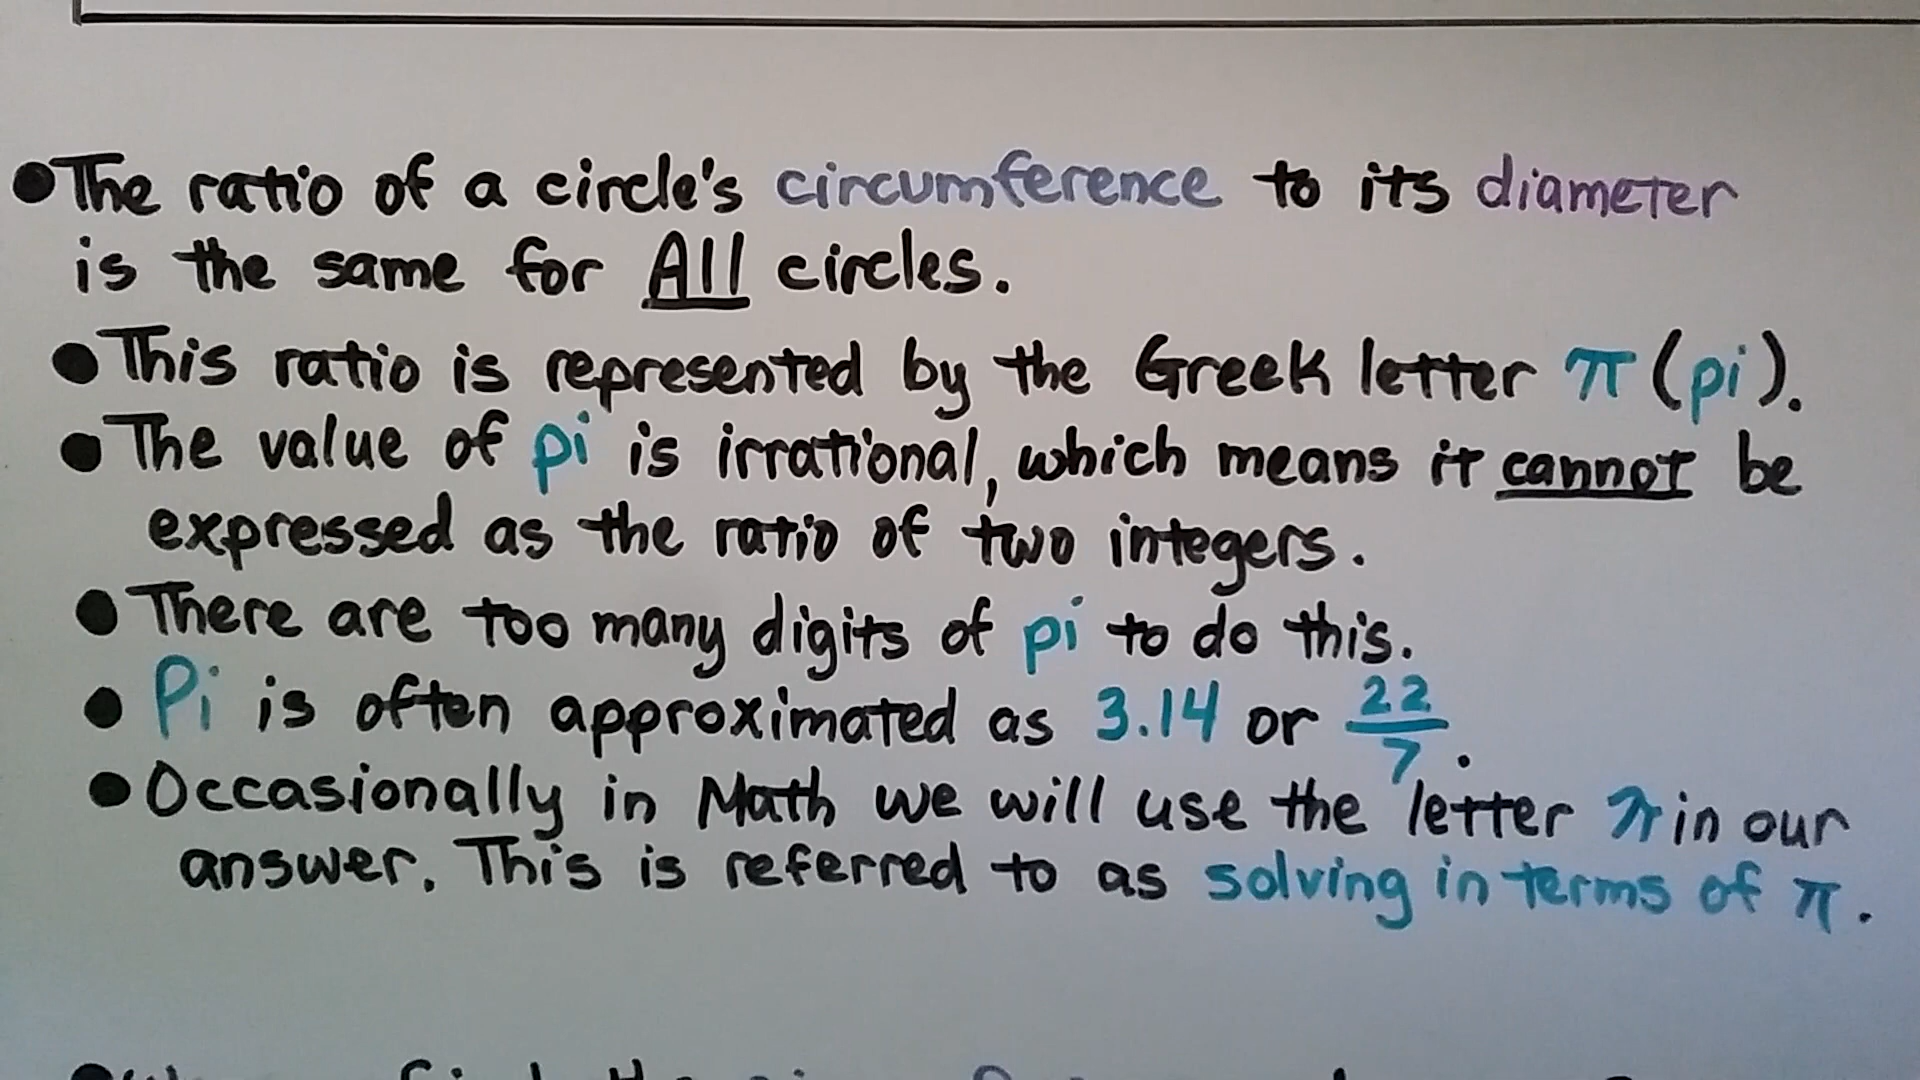 ●The ratio of a circle's circumference to its diameter
is the same for All circles.
●This ratio is represented by the Greek letter π (pi).
●The value of pi is irrational, which means it cannot be
expressed as the ratio of two integers.
●There are too many digits of pi to do this.
●Pi is often approximated as 3.14 or 22/7.
●Occasionally in Math we will use the letter π in our
answer. This is referred to as solving in terms of π.